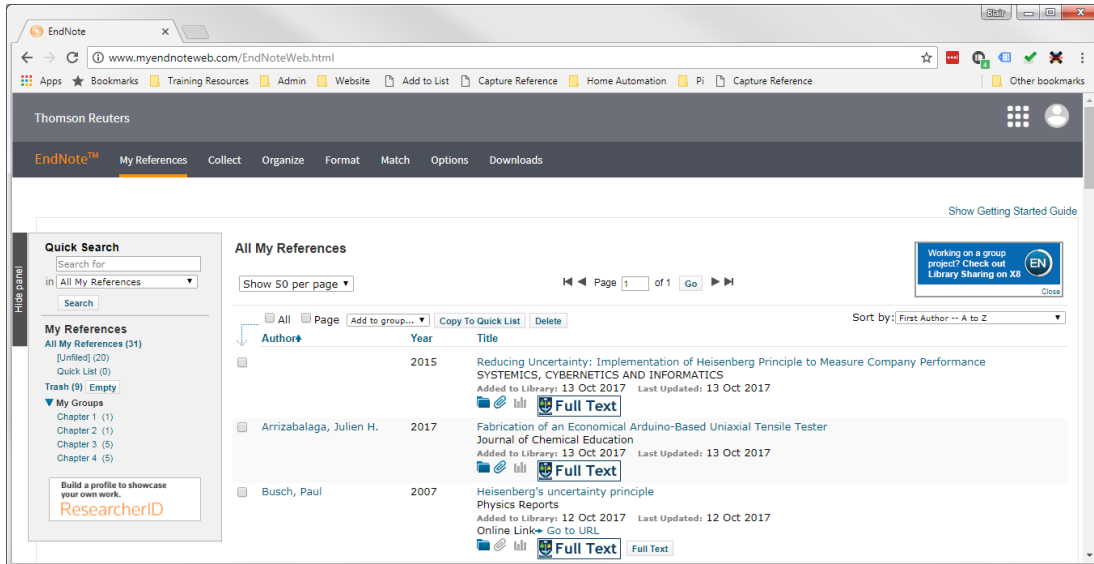 Blair
EndNote
www.myendnoteweb.com/EndNoteWeb.html
Apps Bookmarks Training Resources Admin Website Add to List Capture Reference Home Automation Pi Capture Reference Other bookmarks
Thomson Reuters
EndNote™ My References Collect Organize Format Match Options Downloads
Show Getting Started Guide
Hide panel
Quick Search
Search for
in All My References
Search
My References
All My References (31)
[Unfiled] (20)
Quick List (0)
Trash (9) Empty
My Groups
Chapter 1 (1)
Chapter 2 (1)
Chapter 3 (5)
Chapter 4 (5)
Build a profile to showcase
your own work.
ResearcherID
All My References
Show 50 per page
Page 1 of 1 Go
Working on a group
project? Check out
Library Sharing on X8
EN
Close
All Page Add to group... Copy To Quick List Delete
Sort by: First Author -- A to Z
Author Year Title
2015 Reducing Uncertainty: Implementation of Heisenberg Principle to Measure Company Performance
SYSTEMICS, CYBERNETICS AND INFORMATICS
Added to Library: 13 Oct 2017 Last Updated: 13 Oct 2017
Full Text
Arrizabalaga, Julien H. 2017 Fabrication of an Economical Arduino-Based Uniaxial Tensile Tester
Journal of Chemical Education
Added to Library: 13 Oct 2017 Last Updated: 13 Oct 2017
Full Text
Busch, Paul 2007 Heisenberg's uncertainty principle
Physics Reports
Added to Library: 12 Oct 2017 Last Updated: 12 Oct 2017
Online Link Go to URL
Full Text Full Text